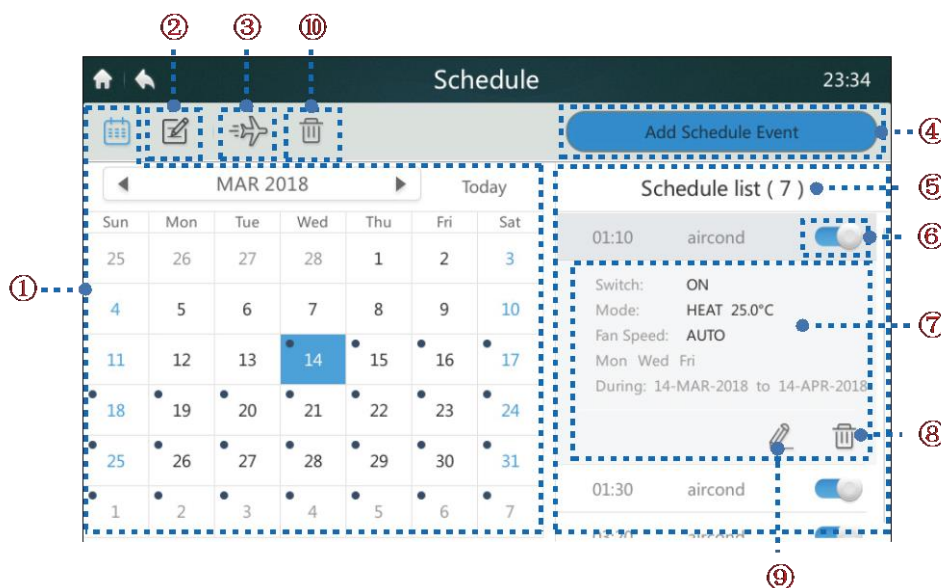 ② ③ ⑩
Schedule 23:34
Add Schedule Event ④
MAR 2018 Today
Schedule list ( 7 ) ⑤
Sun Mon Tue Wed Thu Fri Sat
01:10 aircond ⑥
25 26 27 28 1 2 3
①
Switch: ON
Mode: HEAT 25.0°C ⑦
Fan Speed: AUTO
Mon Wed Fri
During: 14-MAR-2018 to 14-APR-2018
4 5 6 7 8 9 10
11 12 13 14 15 16 17
18 19 20 21 22 23 24
⑧
25 26 27 28 29 30 31
01:30 aircond
1 2 3 4 5 6 7
03:20 aircond
⑨